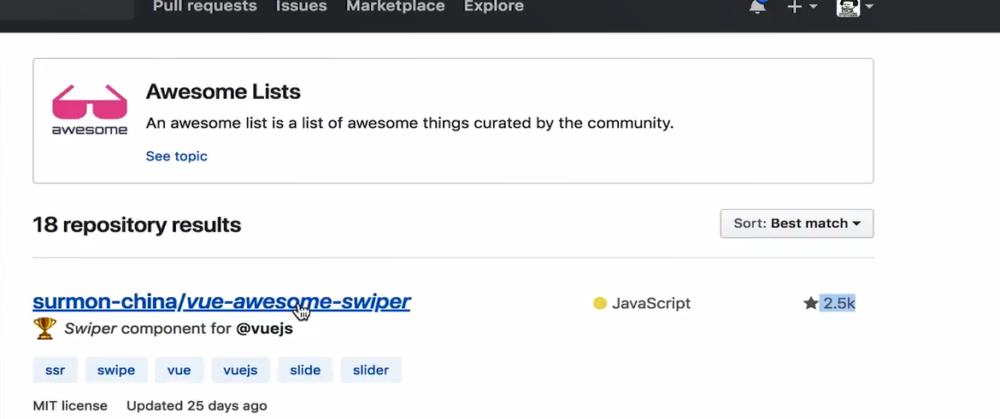 Pull requests Issues Marketplace Explore
Awesome Lists
awesome
An awesome list is a list of awesome things curated by the community.
See topic
18 repository results
Sort: Best match
surmon-china/vue-awesome-swiper
JavaScript
2.5k
Swiper component for @vuejs
ssr swipe vue vuejs slide slider
MIT license Updated 25 days ago